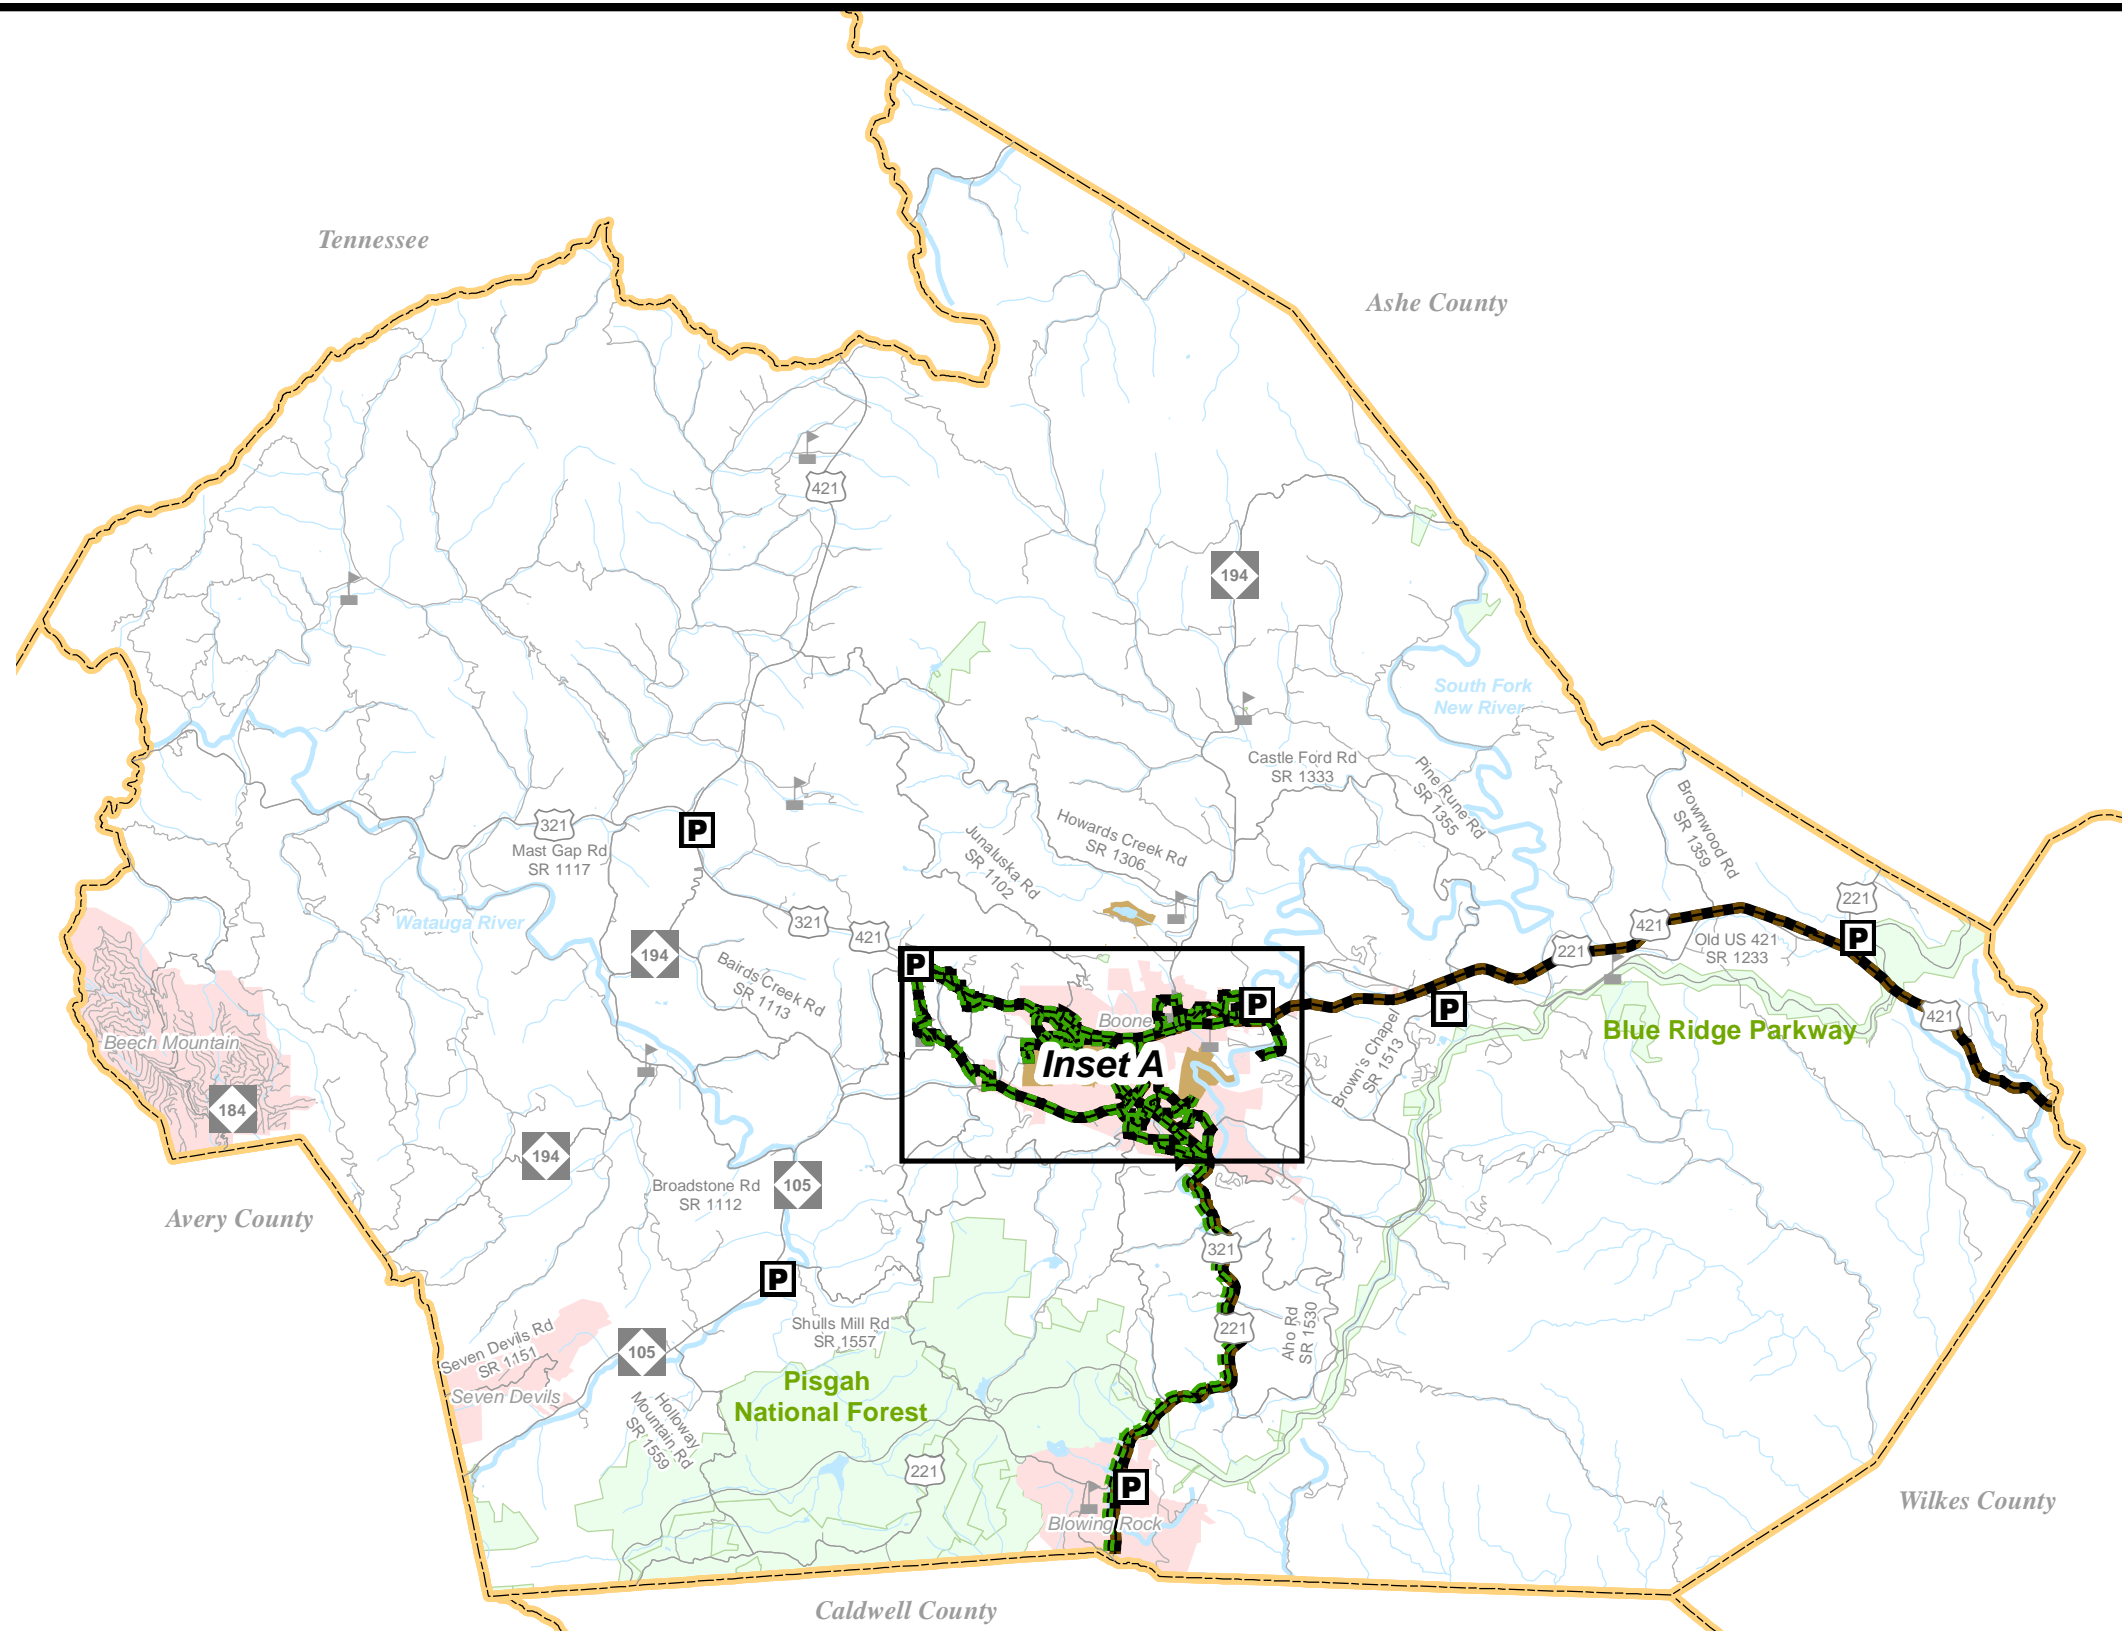 Tennessee
Ashe County
421
194
South Fork
New River
Castle Ford Rd
SR 1333
Pine Rune Rd
SR 1355
Brownwood Rd
SR 1359
321
P
Mast Gap Rd
SR 1117
Howards Creek Rd
SR 1306
Junaluska Rd
SR 1102
Watauga River
321
421
221
421
221
P
Old US 421
SR 1233
194
Bairds Creek Rd
SR 1113
P
P
P
421
Boone
Blue Ridge Parkway
Beech Mountain
Inset A
Brown's Chapel
SR 1513
184
194
Broadstone Rd
SR 1112
105
Avery County
321
P
221
Aho Rd
SR 1530
Shulls Mill Rd
SR 1557
Seven Devils Rd
SR 1151
105
Seven Devils
Pisgah
National Forest
Holloway
Mountain Rd
SR 1559
221
P
Blowing Rock
Wilkes County
Caldwell County